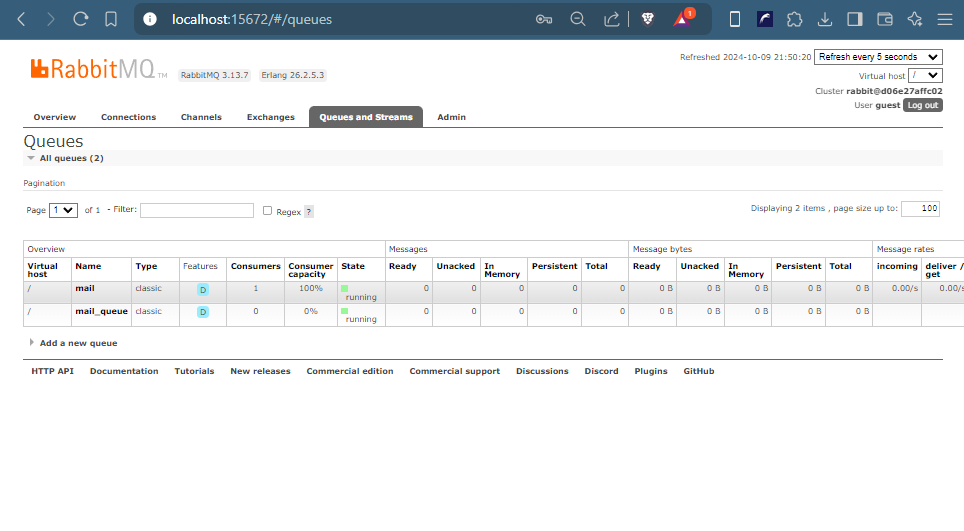 localhost:15672/#/queues
1
RabbitMQ TM RabbitMQ 3.13.7 Erlang 26.2.5.3
Refreshed 2024-10-09 21:50:20 Refresh every 5 seconds
Virtual host /
Cluster rabbit@d06e27affc02
User guest Log out
Overview Connections Channels Exchanges Queues and Streams Admin
Queues
All queues (2)
Pagination
Page 1 of 1 - Filter: Regex ? Displaying 2 items , page size up to: 100
Overview Messages Message bytes Message rates
Virtual host Name Type Features Consumers Consumer capacity State Ready Unacked In Memory Persistent Total Ready Unacked In Memory Persistent Total incoming deliver / get
/ mail classic D 1 100% running 0 0 0 0 0 0 B 0 B 0 B 0 B 0 B 0.00/s 0.00/s
/ mail_queue classic D 0 0% running 0 0 0 0 0 0 B 0 B 0 B 0 B 0 B
Add a new queue
HTTP API Documentation Tutorials New releases Commercial edition Commercial support Discussions Discord Plugins GitHub